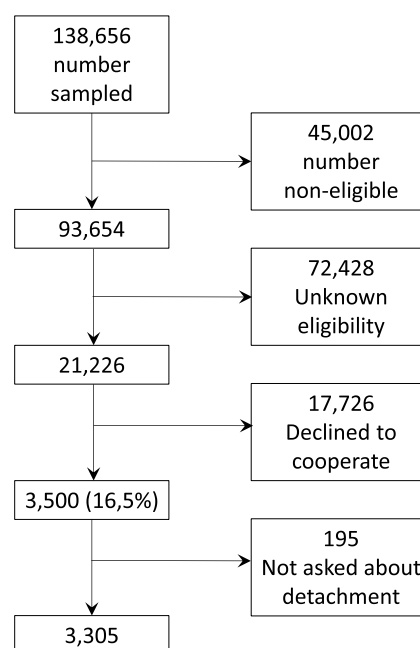 138,656
number
sampled
45,002
number
non-eligible
93,654
72,428
Unknown
eligibility
21,226
17,726
Declined to
cooperate
3,500 (16,5%)
195
Not asked about
detachment
3,305